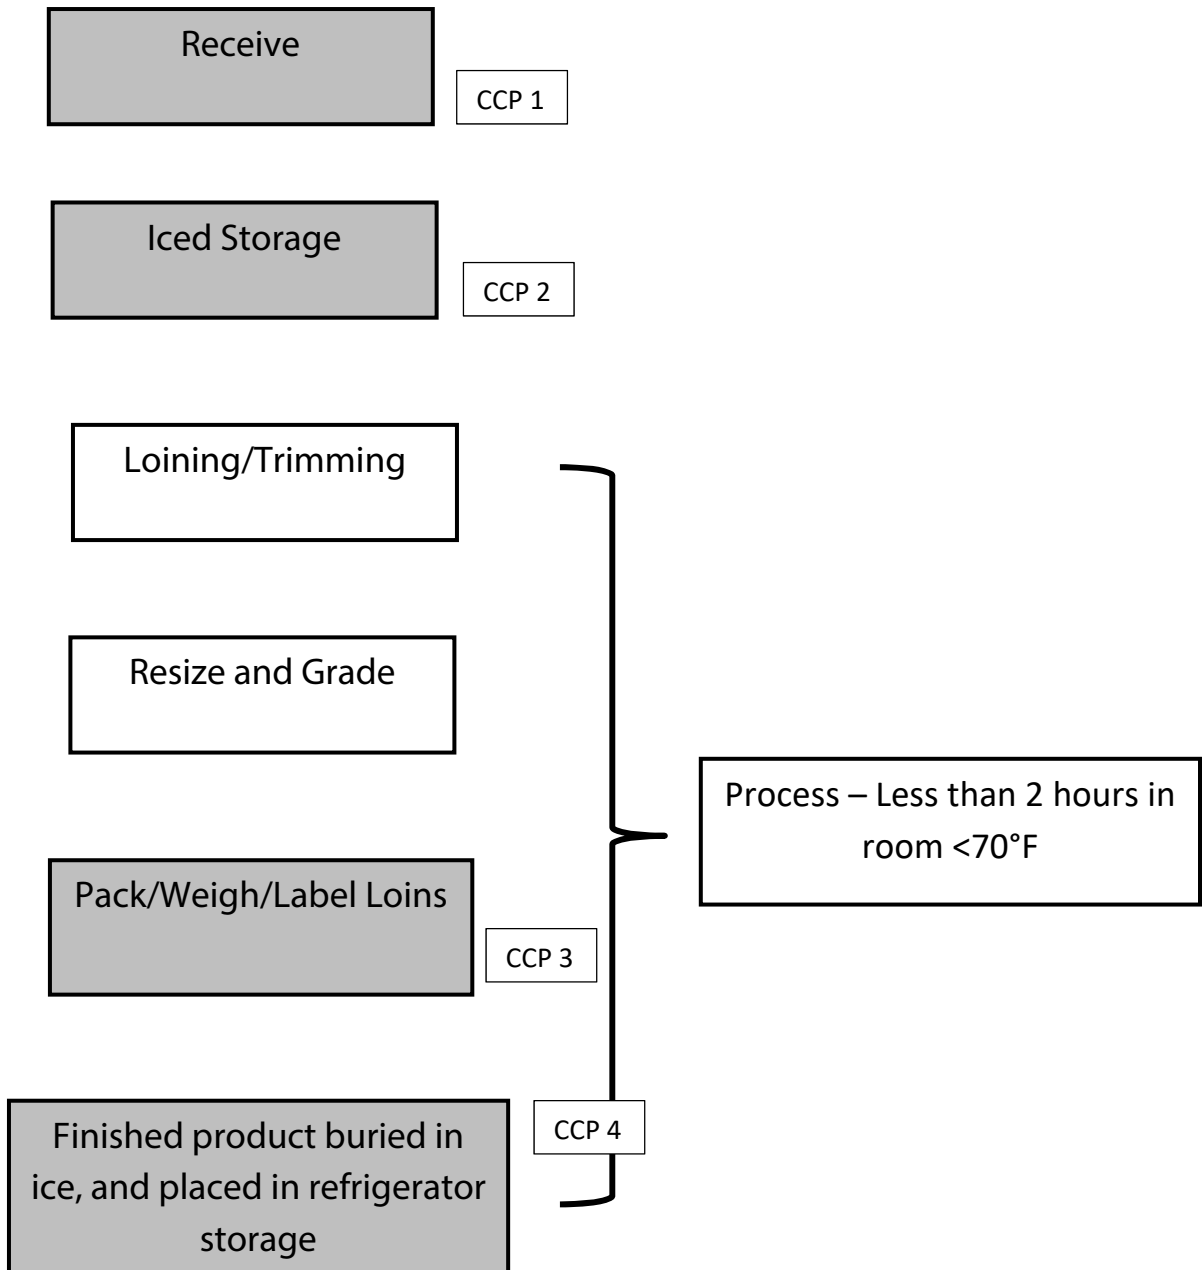 Receive
CCP 1
Iced Storage
CCP 2
Loining/Trimming
Resize and Grade
Process – Less than 2 hours in
room <70°F
Pack/Weigh/Label Loins
CCP 3
CCP 4
Finished product buried in
ice, and placed in refrigerator
storage